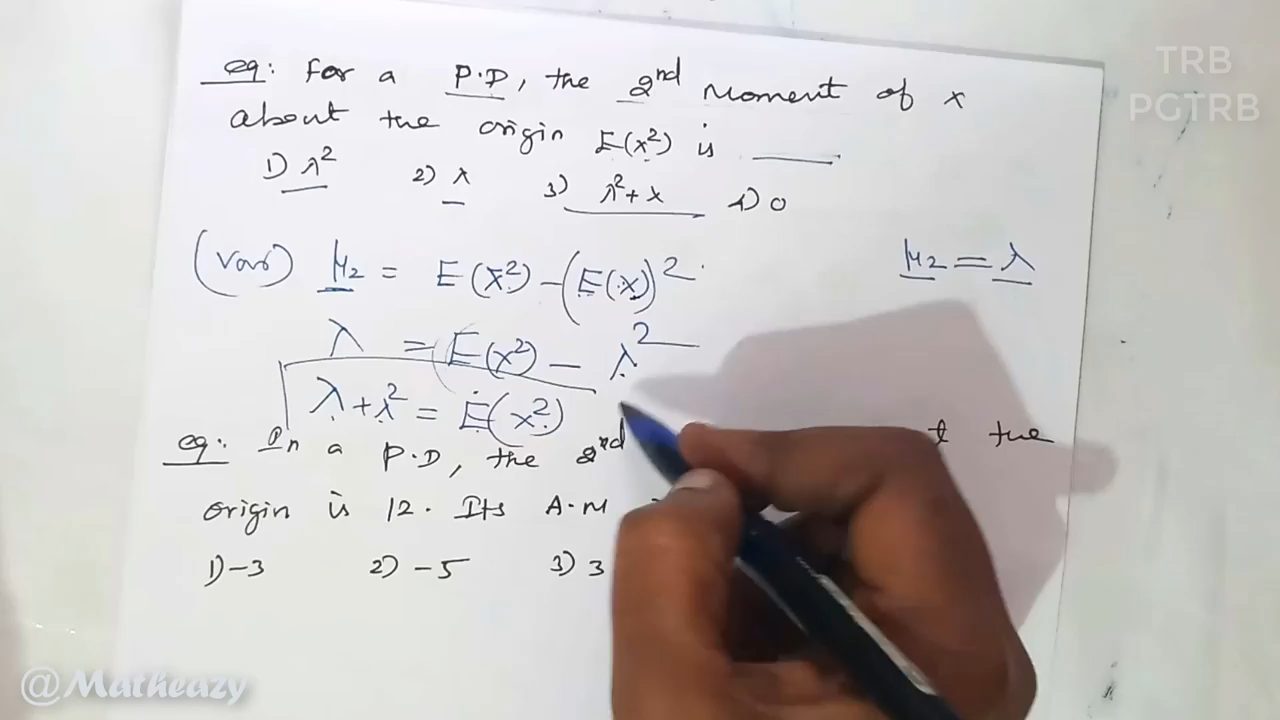 TRB
PGTRB
eg: For a P.D, the 2nd Moment of x
about the origin E(x²) is ____
1) λ² 2) λ 3) λ²+λ 4) 0
(Var) μ₂ = E(x²) - (E(x))² μ₂ = λ
λ = E(x²) - λ²
λ + λ² = E(x²)
eg: In a P.D, the 2nd the
origin is 12. Its A.M
1) -3 2) -5 3) 3
@Matheazy